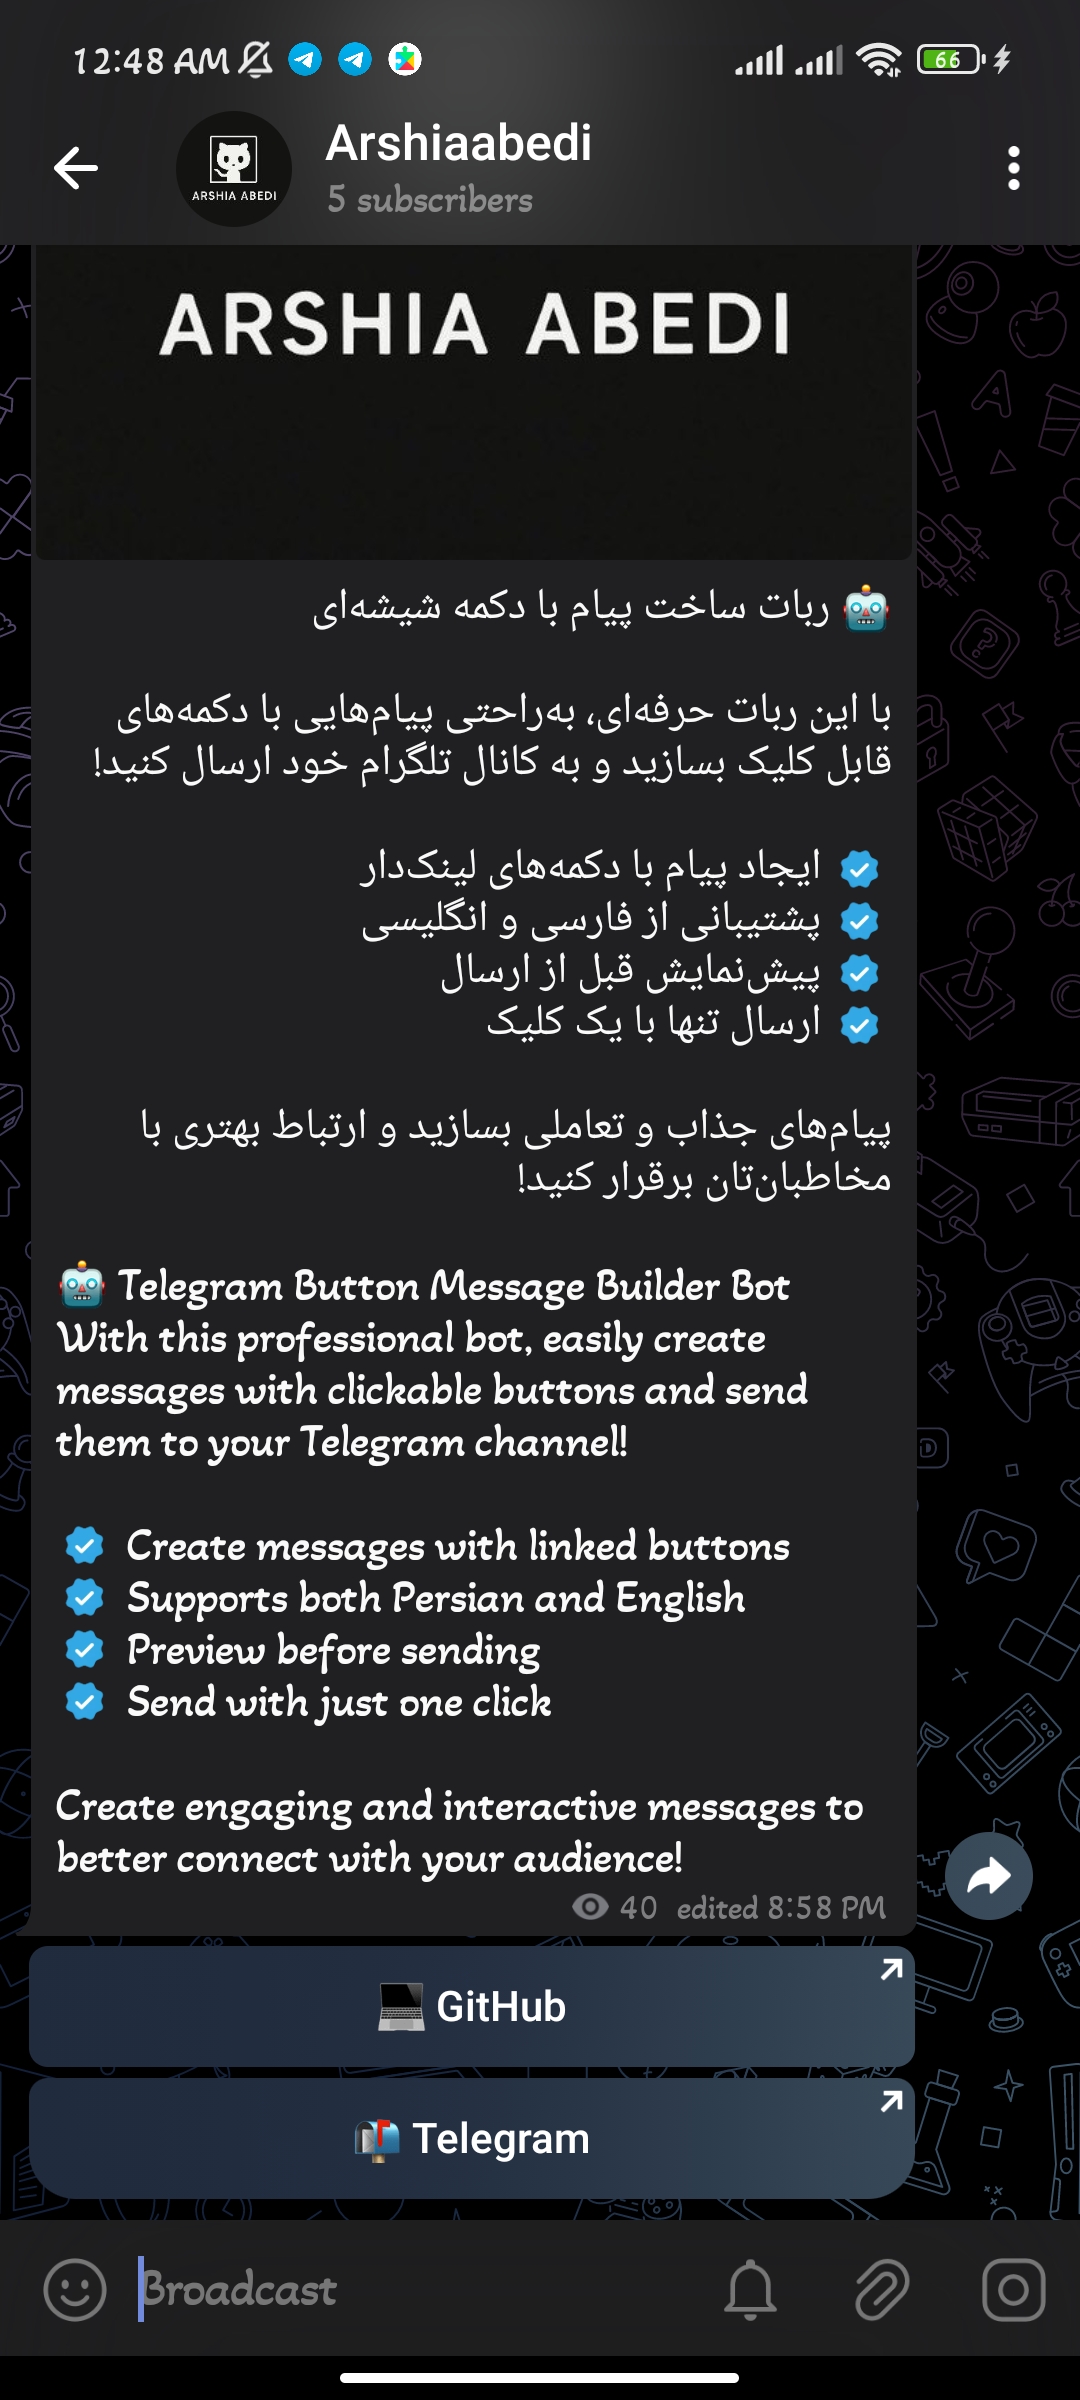 12:48 AM
66
ARSHIA ABEDI
Arshiaabedi
5 subscribers
ARSHIA ABEDI
🤖 ربات ساخت پیام با دکمه شیشه‌ای
با این ربات حرفه‌ای، به‌راحتی پیام‌هایی با دکمه‌های
قابل کلیک بسازید و به کانال تلگرام خود ارسال کنید!
ایجاد پیام با دکمه‌های لینک‌دار
پشتیبانی از فارسی و انگلیسی
پیش‌نمایش قبل از ارسال
ارسال تنها با یک کلیک
پیام‌های جذاب و تعاملی بسازید و ارتباط بهتری با
مخاطبان‌تان برقرار کنید!
🤖 Telegram Button Message Builder Bot
With this professional bot, easily create
messages with clickable buttons and send
them to your Telegram channel!
Create messages with linked buttons
Supports both Persian and English
Preview before sending
Send with just one click
Create engaging and interactive messages to
better connect with your audience!
40 edited 8:58 PM
💻 GitHub
📬 Telegram
Broadcast